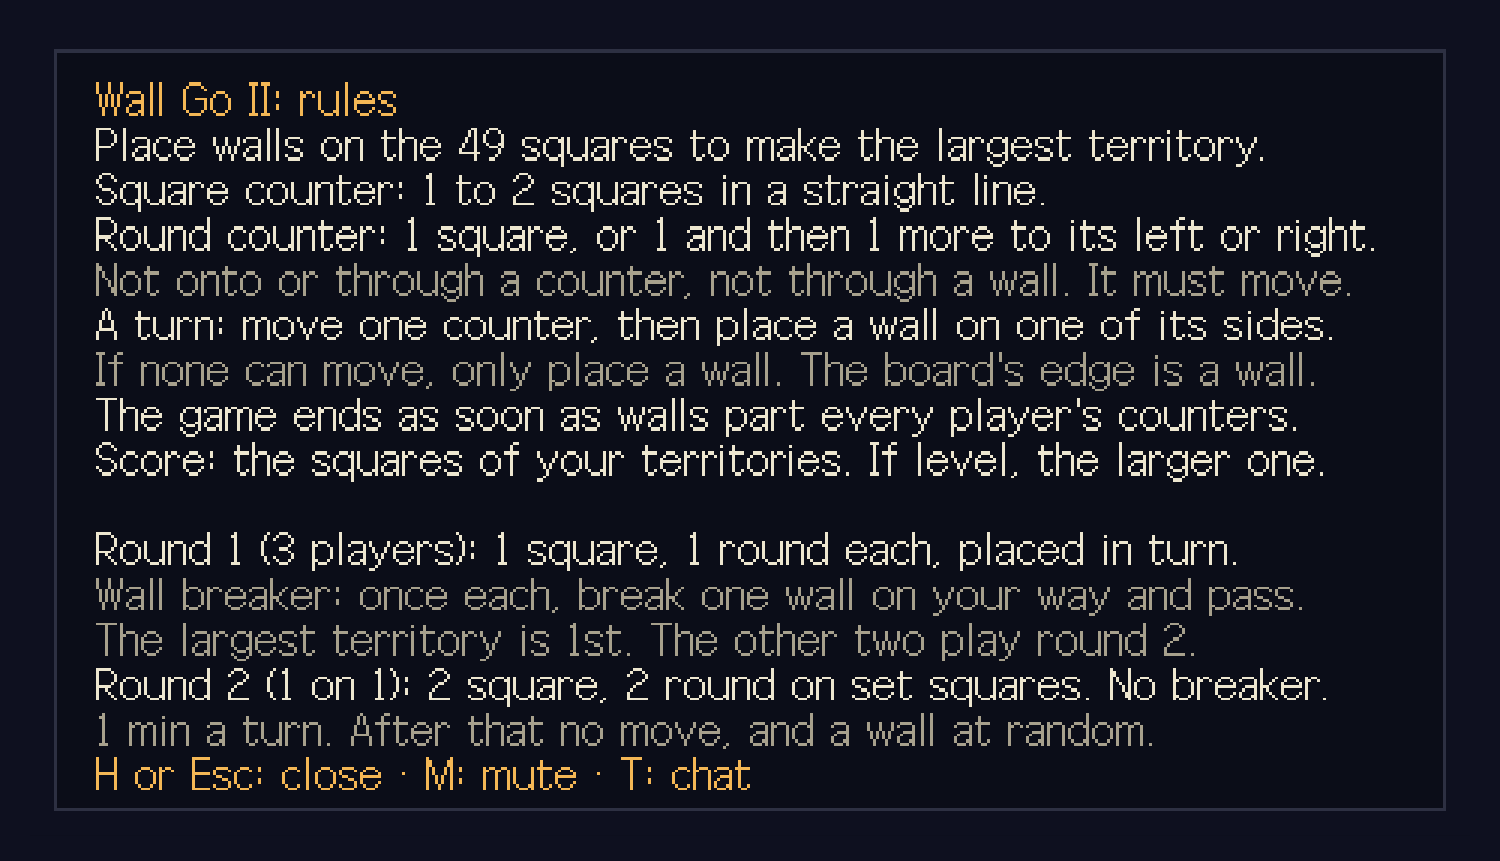 Wall Go II: rules
Place walls on the 49 squares to make the largest territory.
Square counter: 1 to 2 squares in a straight line.
Round counter: 1 square, or 1 and then 1 more to its left or right.
Not onto or through a counter, not through a wall. It must move.
A turn: move one counter, then place a wall on one of its sides.
If none can move, only place a wall. The board's edge is a wall.
The game ends as soon as walls part every player's counters.
Score: the squares of your territories. If level, the larger one.
Round 1 (3 players): 1 square, 1 round each, placed in turn.
Wall breaker: once each, break one wall on your way and pass.
The largest territory is 1st. The other two play round 2.
Round 2 (1 on 1): 2 square, 2 round on set squares. No breaker.
1 min a turn. After that no move, and a wall at random.
H or Esc: close · M: mute · T: chat